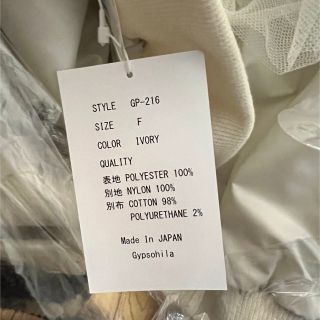 STYLE GP-216
SIZE F
COLOR IVORY
QUALITY
表地 POLYESTER 100%
別地 NYLON 100%
別布 COTTON 98%
POLYURETHANE 2%
Made In JAPAN
Gypsohila